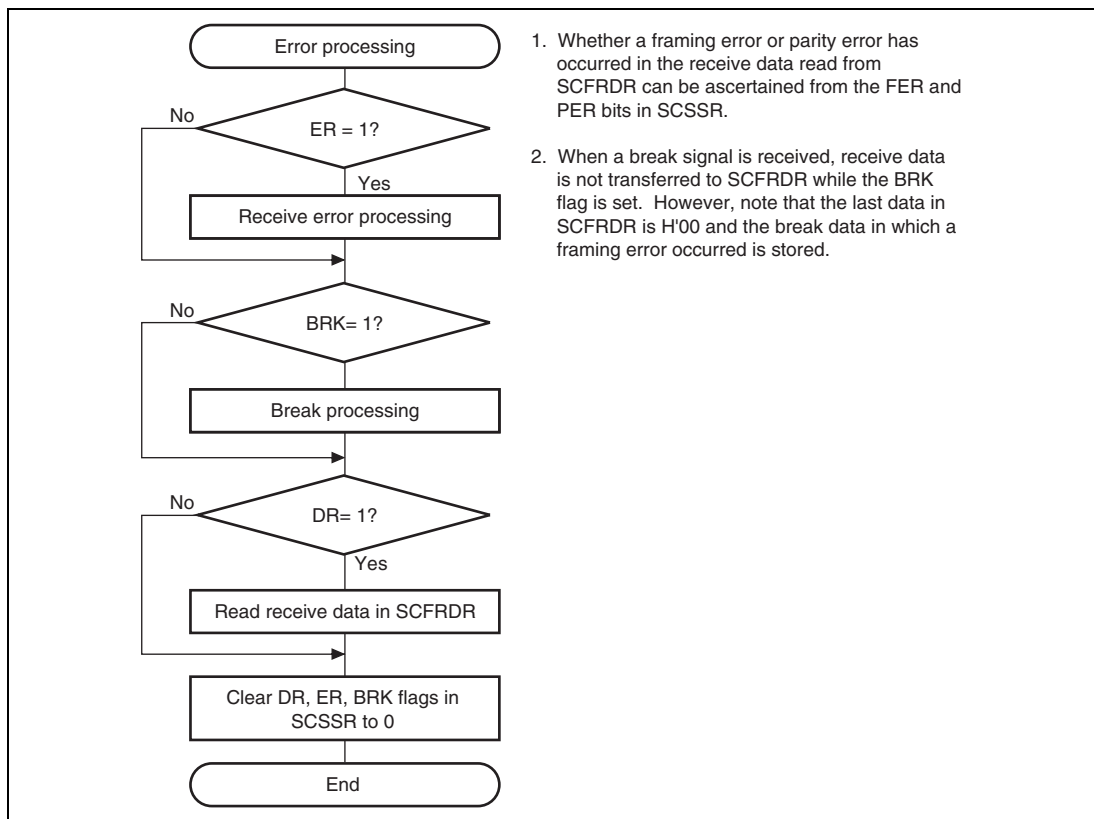 Error processing
No
ER = 1?
Yes
Receive error processing
No
BRK= 1?
Break processing
No
DR= 1?
Yes
Read receive data in SCFRDR
Clear DR, ER, BRK flags in
SCSSR to 0
End
1. Whether a framing error or parity error has
occurred in the receive data read from
SCFRDR can be ascertained from the FER and
PER bits in SCSSR.
2. When a break signal is received, receive data
is not transferred to SCFRDR while the BRK
flag is set. However, note that the last data in
SCFRDR is H'00 and the break data in which a
framing error occurred is stored.